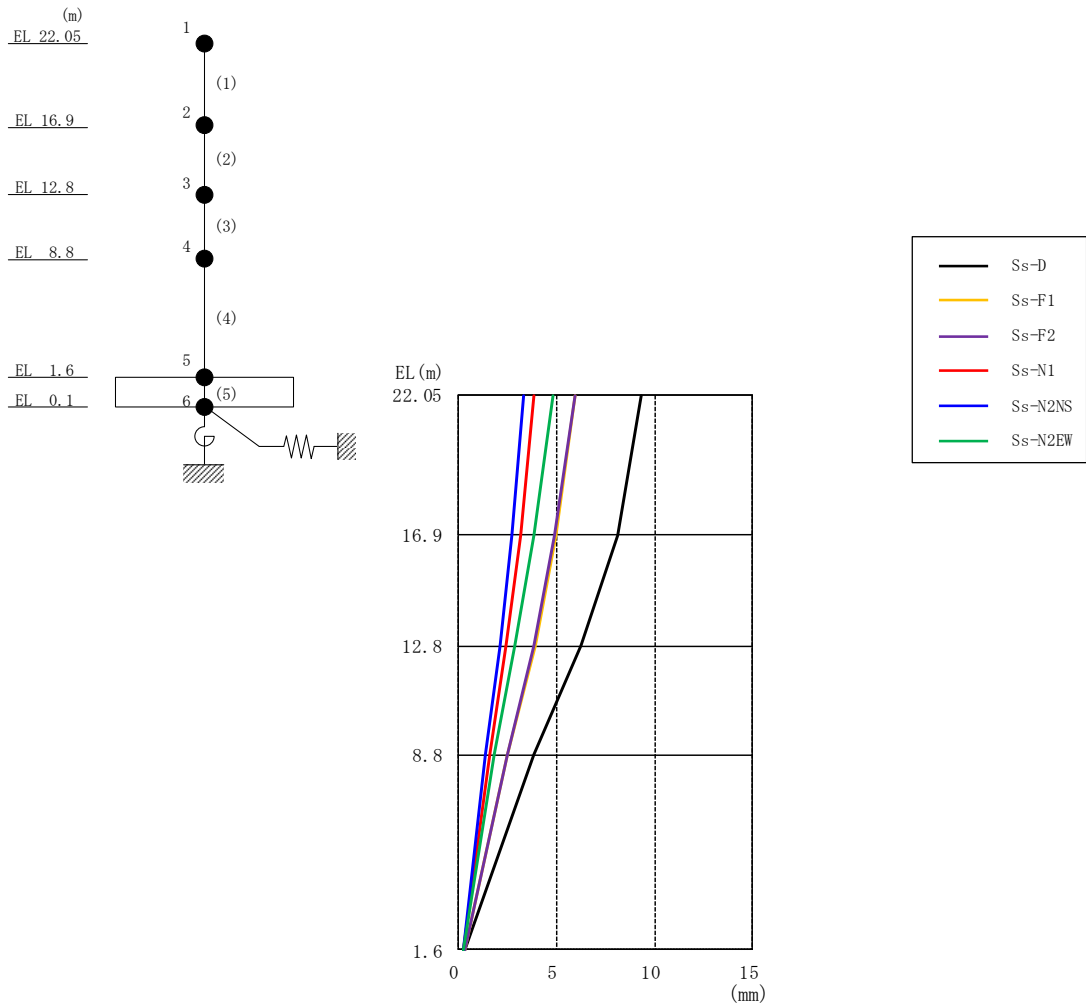 (m)
EL 22.05
EL 16.9
EL 12.8
EL 8.8
EL 1.6
EL 0.1
1
(1)
2
(2)
3
(3)
4
(4)
5
(5)
6
EL(m)
22.05
16.9
12.8
8.8
1.6
0 5 10 15
(mm)
Ss-D
Ss-F1
Ss-F2
Ss-N1
Ss-N2NS
Ss-N2EW